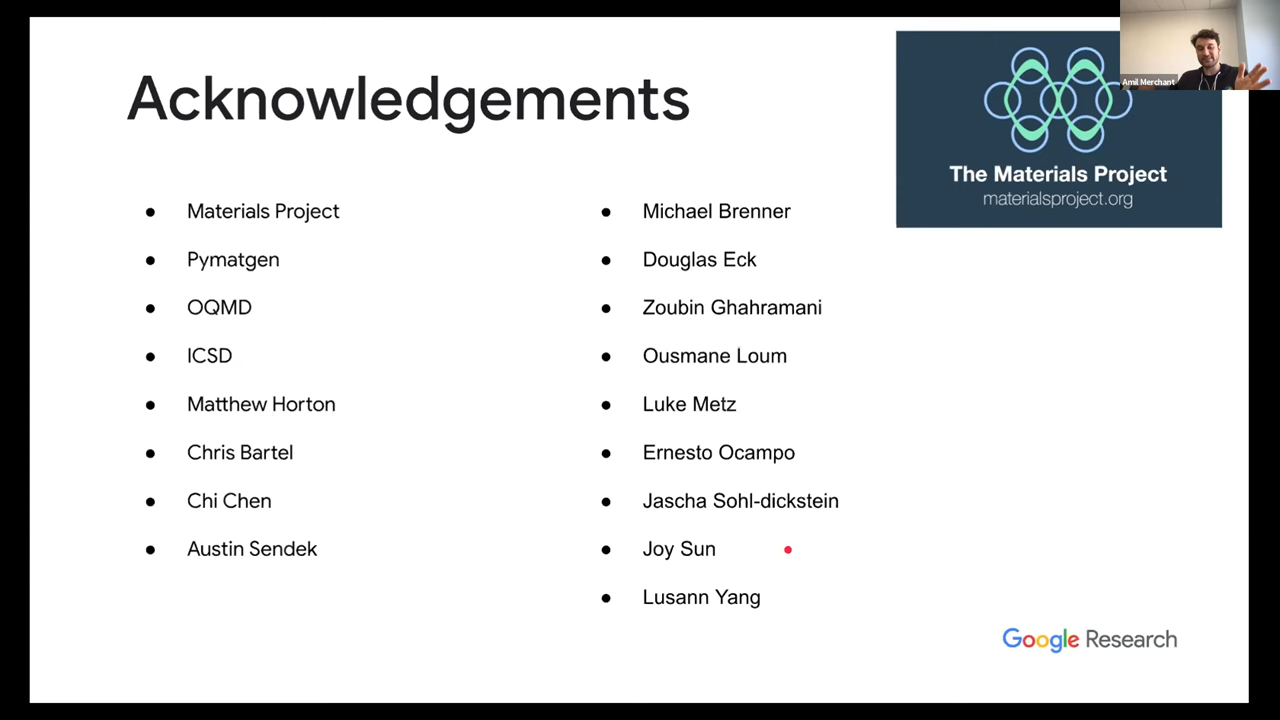 Acknowledgements
Materials Project
Pymatgen
OQMD
ICSD
Matthew Horton
Chris Bartel
Chi Chen
Austin Sendek
Michael Brenner
Douglas Eck
Zoubin Ghahramani
Ousmane Loum
Luke Metz
Ernesto Ocampo
Jascha Sohl-dickstein
Joy Sun
Lusann Yang
The Materials Project
materialsproject.org
Amil Merchant
Google Research